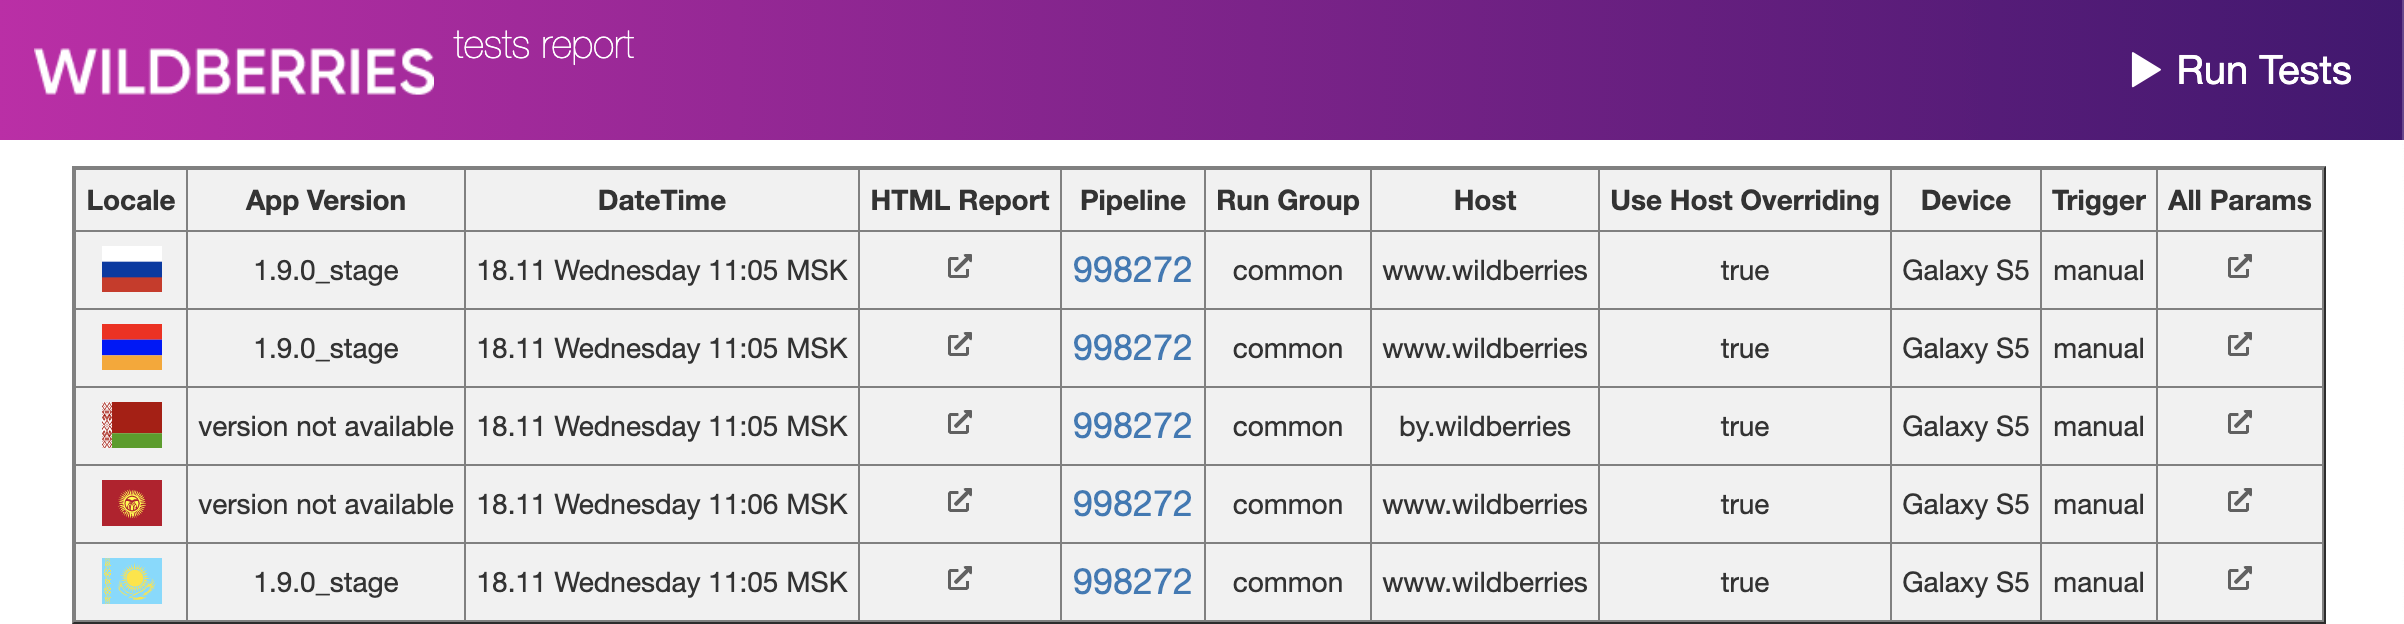 WILDBERRIES tests report
Run Tests
Locale App Version DateTime HTML Report Pipeline Run Group Host Use Host Overriding Device Trigger All Params
1.9.0_stage 18.11 Wednesday 11:05 MSK 998272 common www.wildberries true Galaxy S5 manual
1.9.0_stage 18.11 Wednesday 11:05 MSK 998272 common www.wildberries true Galaxy S5 manual
version not available 18.11 Wednesday 11:05 MSK 998272 common by.wildberries true Galaxy S5 manual
version not available 18.11 Wednesday 11:06 MSK 998272 common www.wildberries true Galaxy S5 manual
1.9.0_stage 18.11 Wednesday 11:05 MSK 998272 common www.wildberries true Galaxy S5 manual